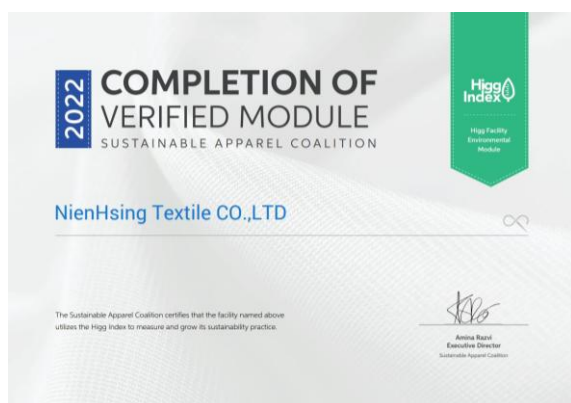 2022
COMPLETION OF
VERIFIED MODULE
SUSTAINABLE APPAREL COALITION
Higg
Index
Higg Facility
Environmental
Module
NienHsing Textile CO.,LTD
The Sustainable Apparel Coalition certifies that the facility named above
utilizes the Higg Index to measure and grow its sustainability practice.
Amina Razvi
Executive Director
Sustainable Apparel Coalition